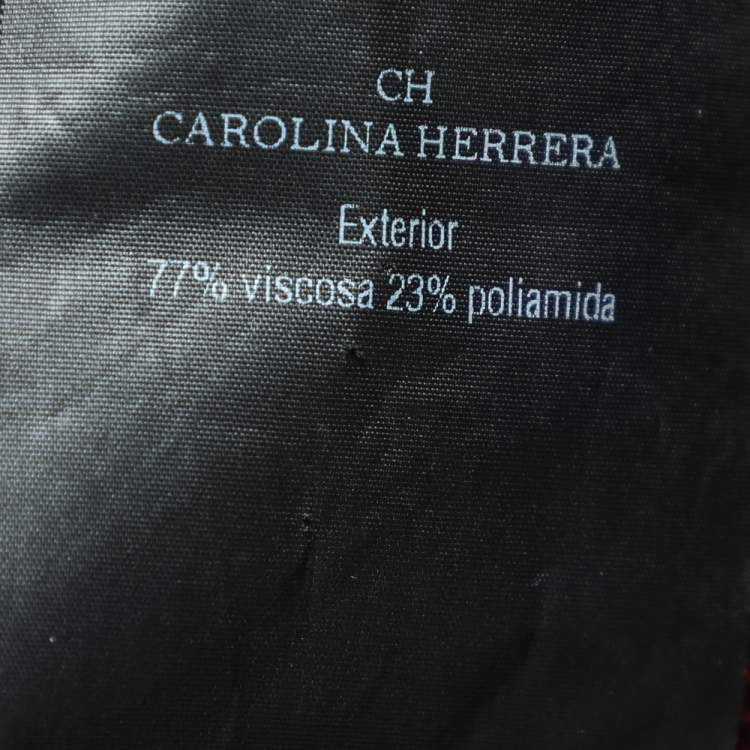 CH
CAROLINA HERRERA
Exterior
77% viscosa 23% poliamida